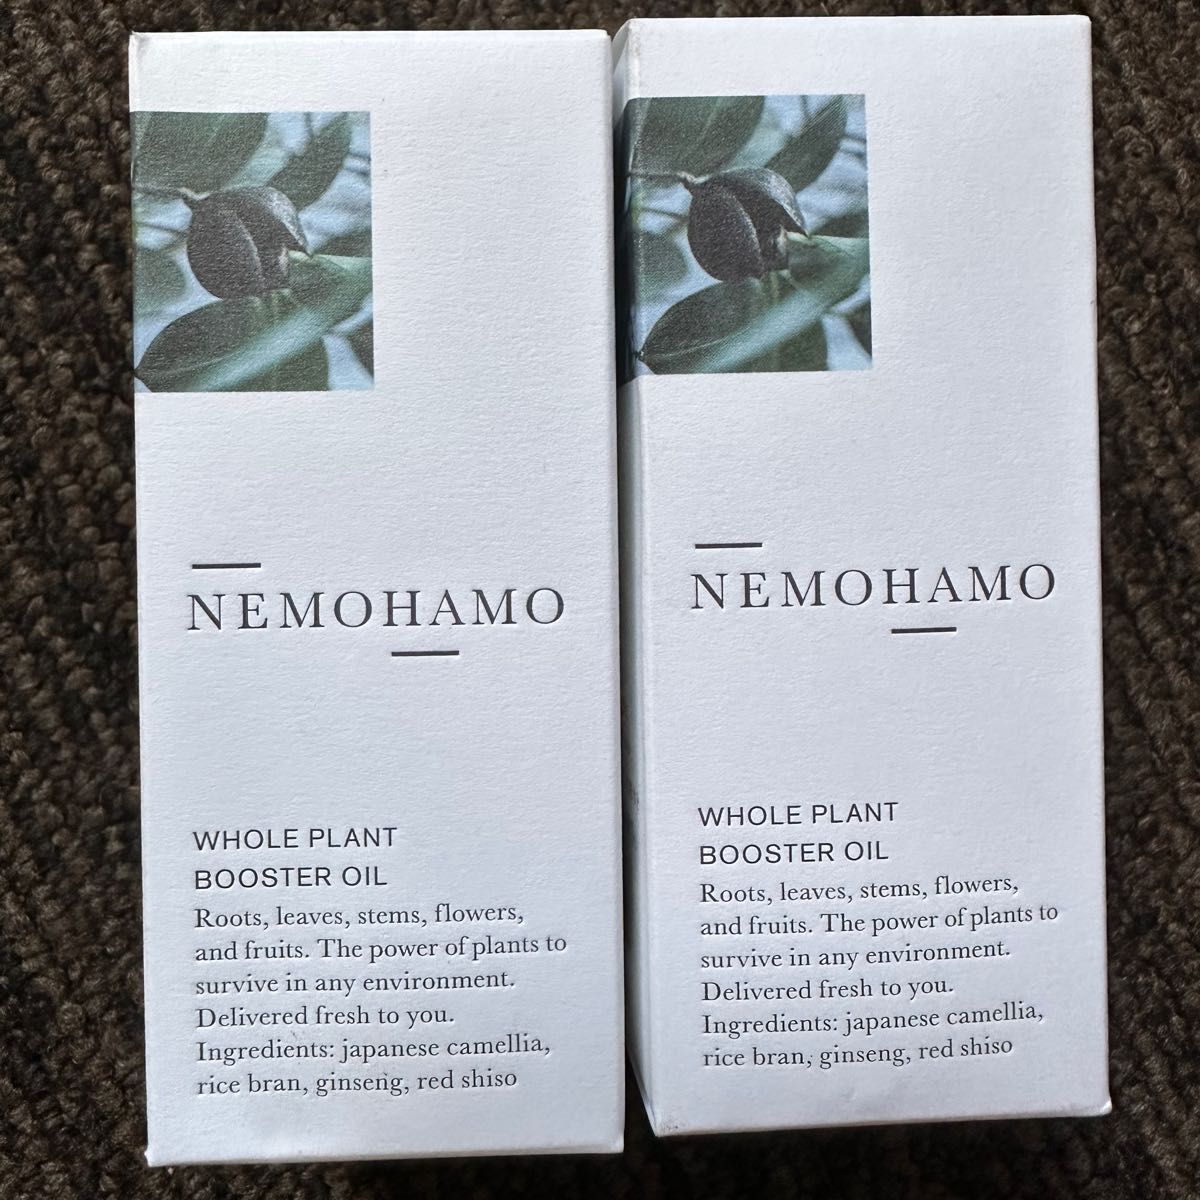 NEMOHAMO
WHOLE PLANT
BOOSTER OIL
Roots, leaves, stems, flowers,
and fruits. The power of plants to
survive in any environment.
Delivered fresh to you.
Ingredients: japanese camellia,
rice bran, ginseng, red shiso
NEMOHAMO
WHOLE PLANT
BOOSTER OIL
Roots, leaves, stems, flowers,
and fruits. The power of plants to
survive in any environment.
Delivered fresh to you.
Ingredients: japanese camellia,
rice bran, ginseng, red shiso